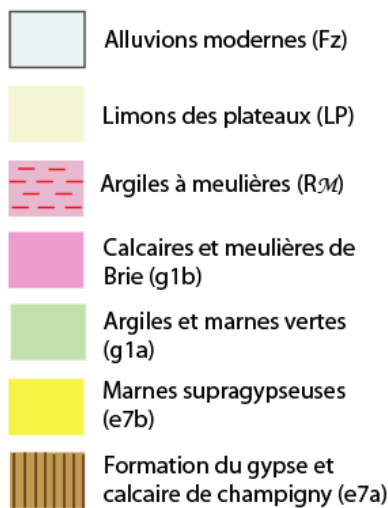 Alluvions modernes (Fz)
Limons des plateaux (LP)
Argiles à meulières (Rℳ)
Calcaires et meulières de
Brie (g1b)
Argiles et marnes vertes
(g1a)
Marnes supragypseuses
(e7b)
Formation du gypse et
calcaire de champigny (e7a)